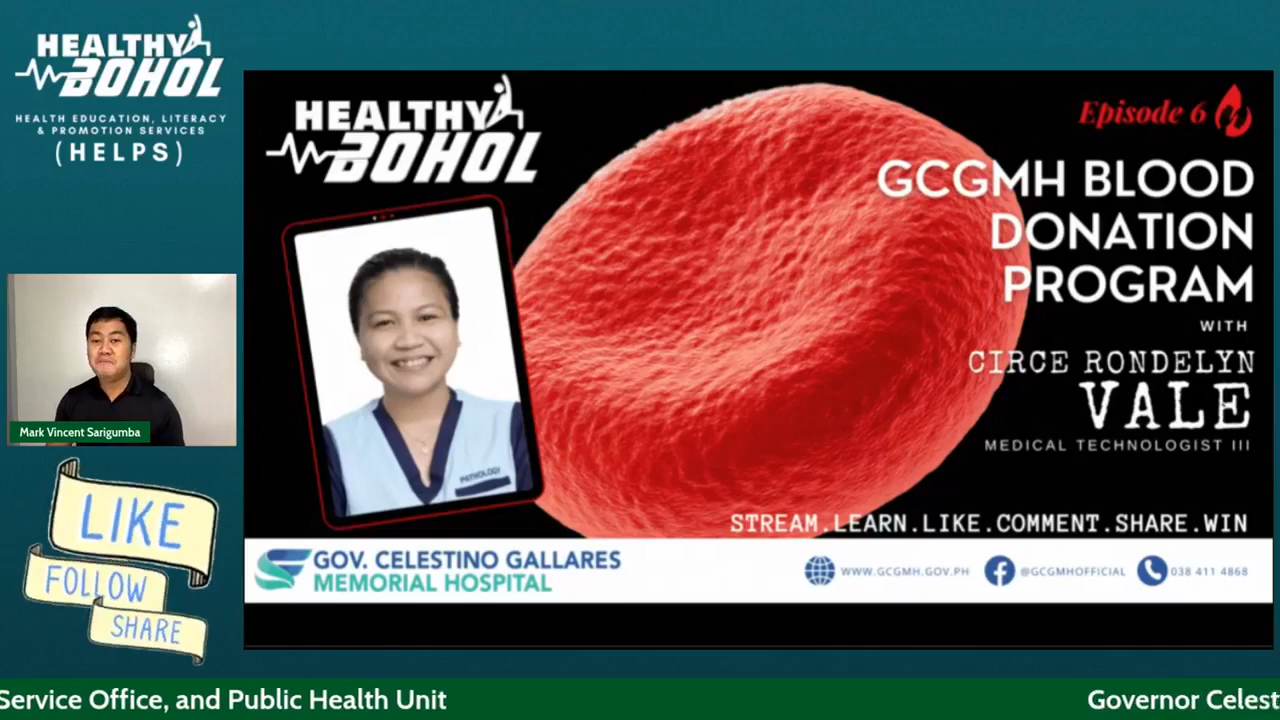 HEALTHY
BOHOL
HEALTH EDUCATION, LITERACY
& PROMOTION SERVICES
(HELPS)
Mark Vincent Sarigumba
LIKE
FOLLOW
SHARE
HEALTHY
BOHOL
PATHOLOGY
Episode 6
GCGMH BLOOD
DONATION
PROGRAM
WITH
CIRCE RONDELYN
VALE
MEDICAL TECHNOLOGIST III
STREAM.LEARN.LIKE.COMMENT.SHARE.WIN
GOV. CELESTINO GALLARES
MEMORIAL HOSPITAL
WWW.GCGMH.GOV.PH
@GCGMHOFFICIAL
038 411 4868
Service Office, and Public Health Unit
Governor Celest